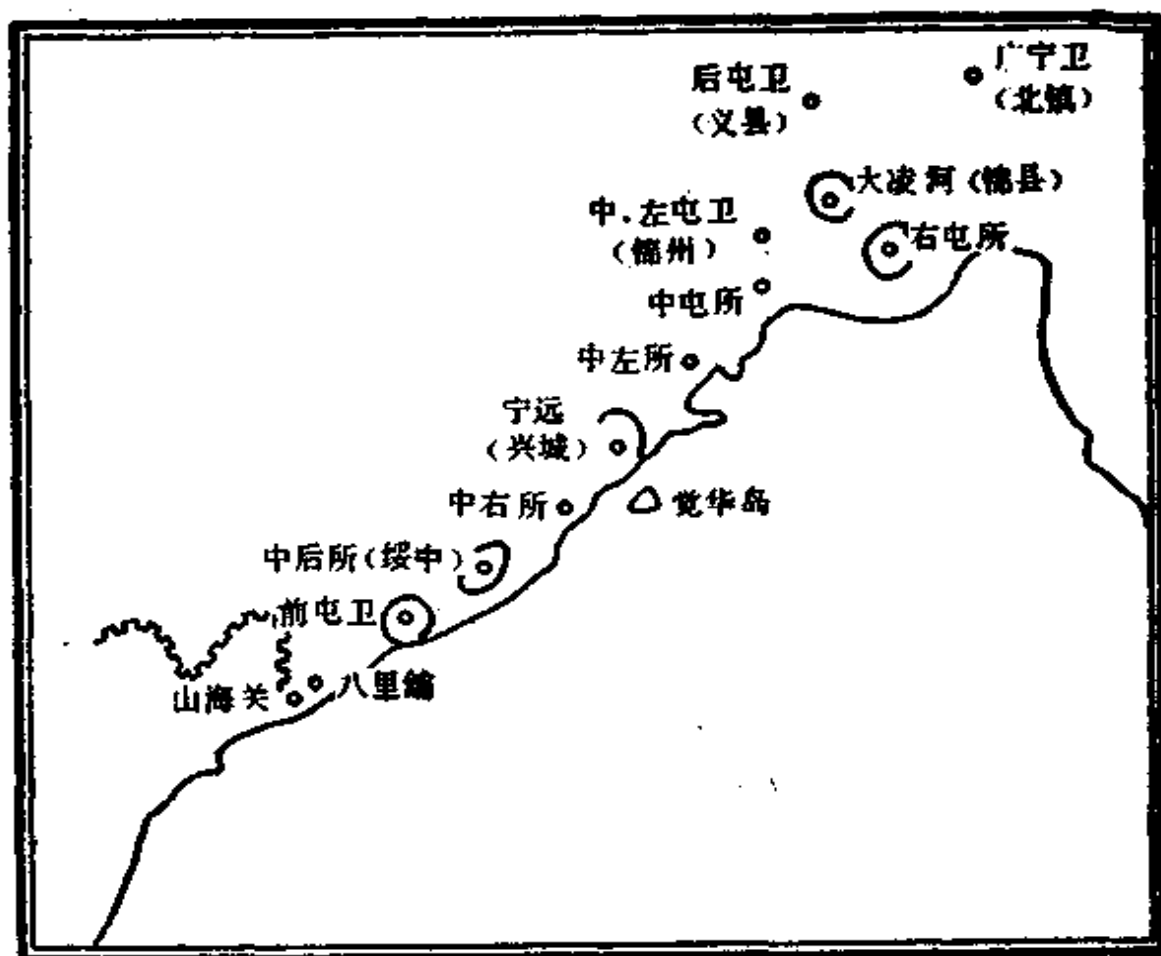 广宁卫
(北镇)
后屯卫
(义县)
大凌河(锦县)
中.左屯卫
(锦州)
右屯所
中屯所
中左所
宁远
(兴城)
中右所
觉华岛
中后所(绥中)
前屯卫
山海关
八里铺